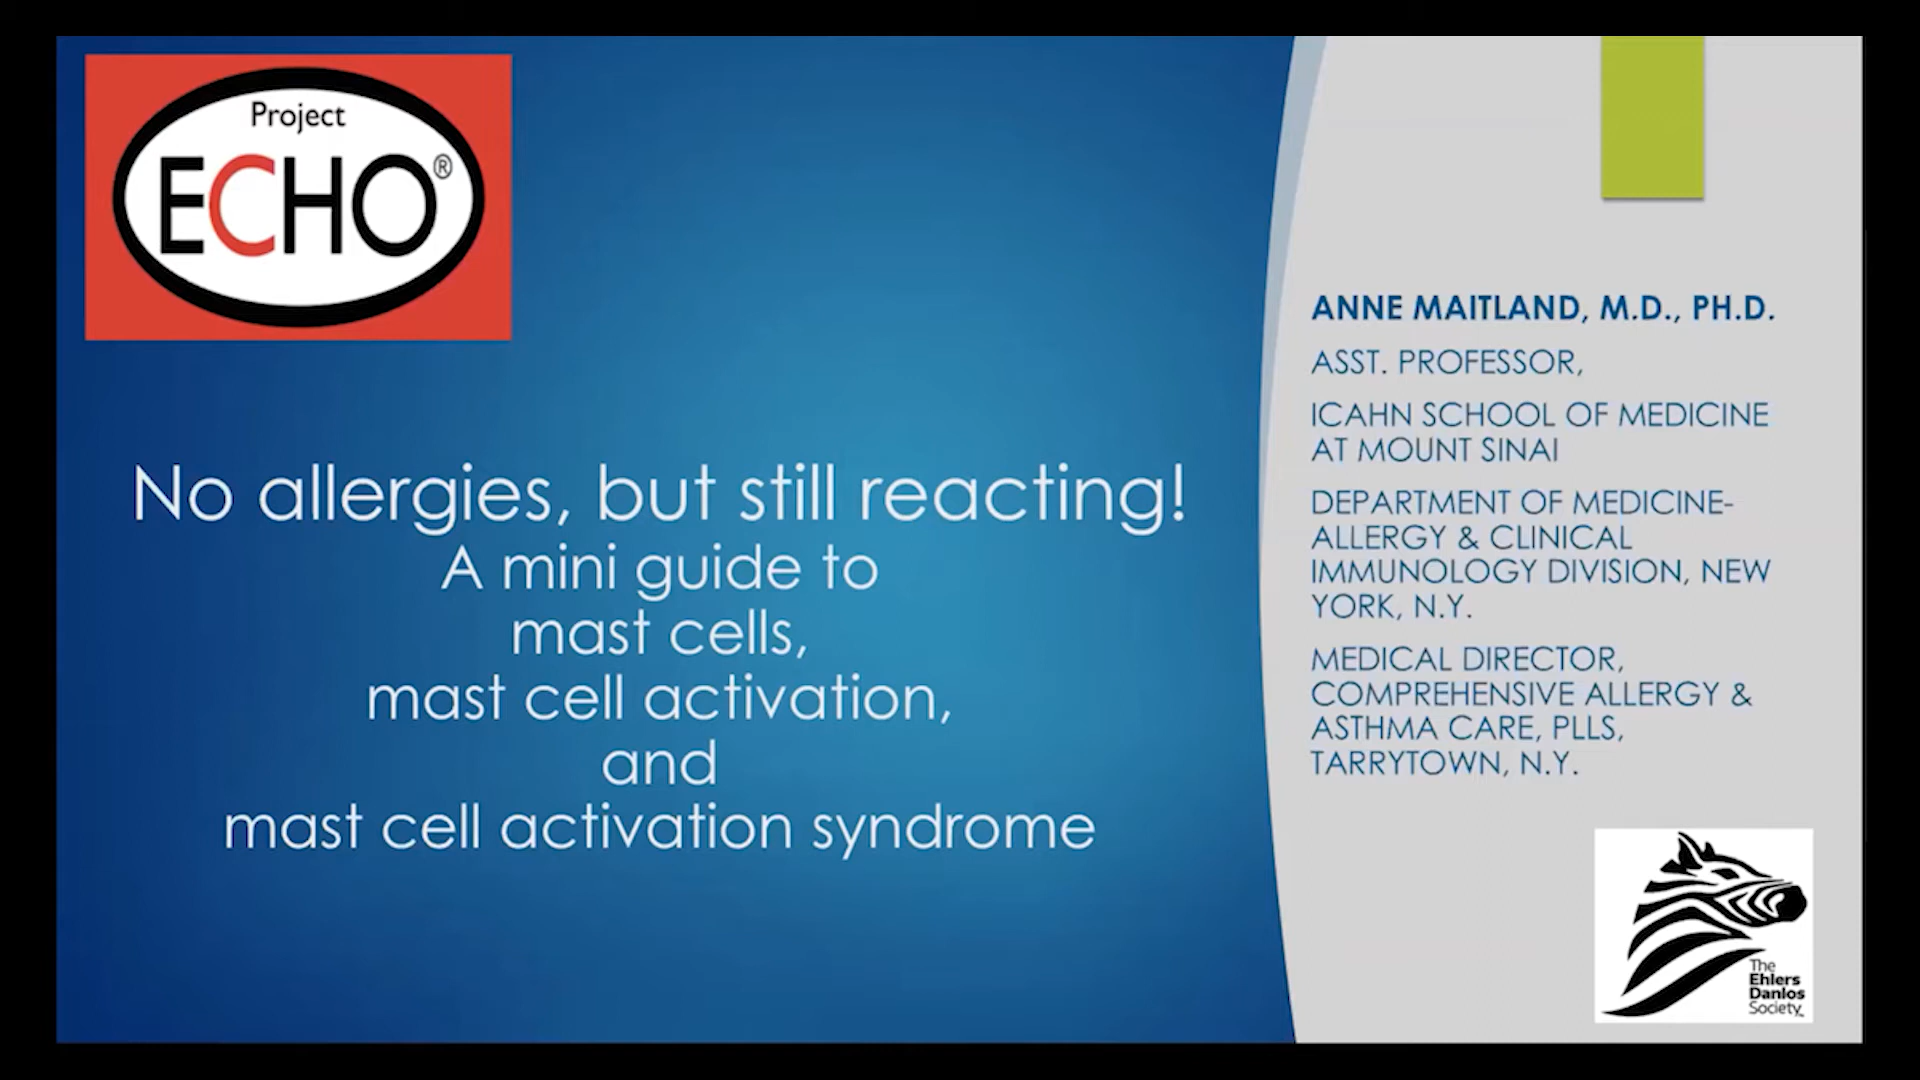 Project
ECHO®
No allergies, but still reacting!
A mini guide to
mast cells,
mast cell activation,
and
mast cell activation syndrome
ANNE MAITLAND, M.D., PH.D.
ASST. PROFESSOR,
ICAHN SCHOOL OF MEDICINE
AT MOUNT SINAI
DEPARTMENT OF MEDICINE-
ALLERGY & CLINICAL
IMMUNOLOGY DIVISION, NEW
YORK, N.Y.
MEDICAL DIRECTOR,
COMPREHENSIVE ALLERGY &
ASTHMA CARE, PLLS,
TARRYTOWN, N.Y.
The
Ehlers
Danlos
Society™